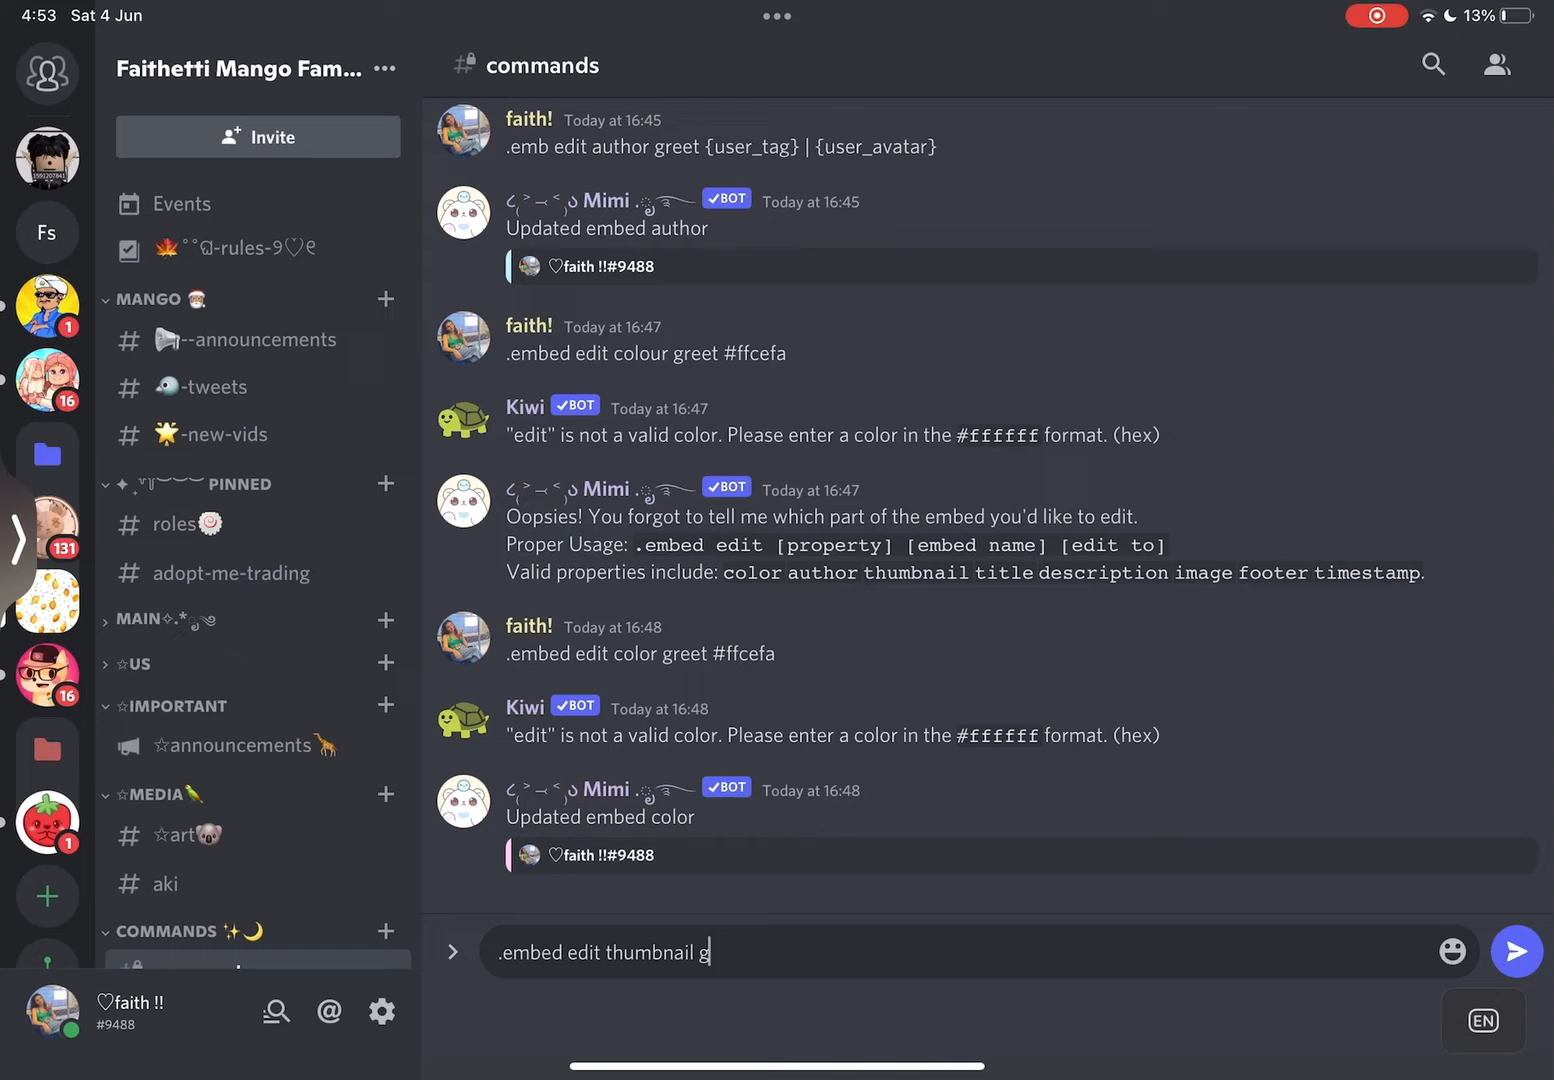 4:53 Sat 4 Jun
13%
Faithetti Mango Fam...
Invite
Events
-rules-
MANGO
--announcements
-tweets
-new-vids
PINNED
roles
adopt-me-trading
MAIN
☆US
☆IMPORTANT
☆announcements
☆MEDIA
☆art
aki
COMMANDS
Fs
1
16
131
16
1
♡faith !!
#9488
commands
faith! Today at 16:45
.emb edit author greet {user_tag} | {user_avatar}
Mimi BOT Today at 16:45
Updated embed author
♡faith !!#9488
faith! Today at 16:47
.embed edit colour greet #ffcefa
Kiwi BOT Today at 16:47
"edit" is not a valid color. Please enter a color in the #ffffff format. (hex)
Mimi BOT Today at 16:47
Oopsies! You forgot to tell me which part of the embed you'd like to edit.
Proper Usage: .embed edit [property] [embed name] [edit to]
Valid properties include: color author thumbnail title description image footer timestamp.
faith! Today at 16:48
.embed edit color greet #ffcefa
Kiwi BOT Today at 16:48
"edit" is not a valid color. Please enter a color in the #ffffff format. (hex)
Mimi BOT Today at 16:48
Updated embed color
♡faith !!#9488
.embed edit thumbnail g
EN